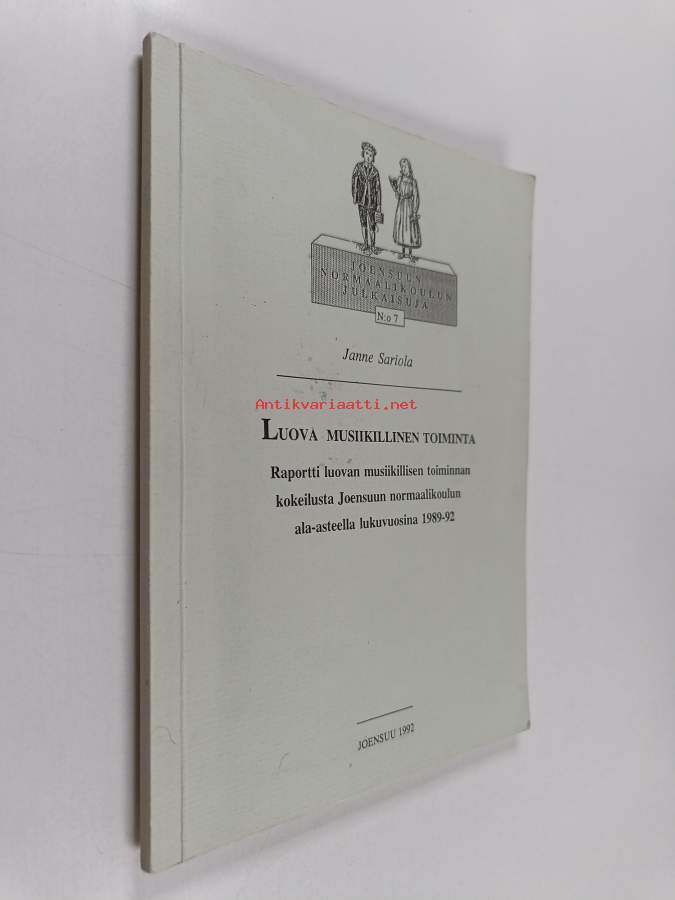 JOENSUUN
NORMAALIKOULUN
JULKAISUJA
N:o 7
Janne Sariola
Antikvariaatti.net
LUOVA MUSIIKILLINEN TOIMINTA
Raportti luovan musiikillisen toiminnan
kokeilusta Joensuun normaalikoulun
ala-asteella lukuvuosina 1989-92
JOENSUU 1992